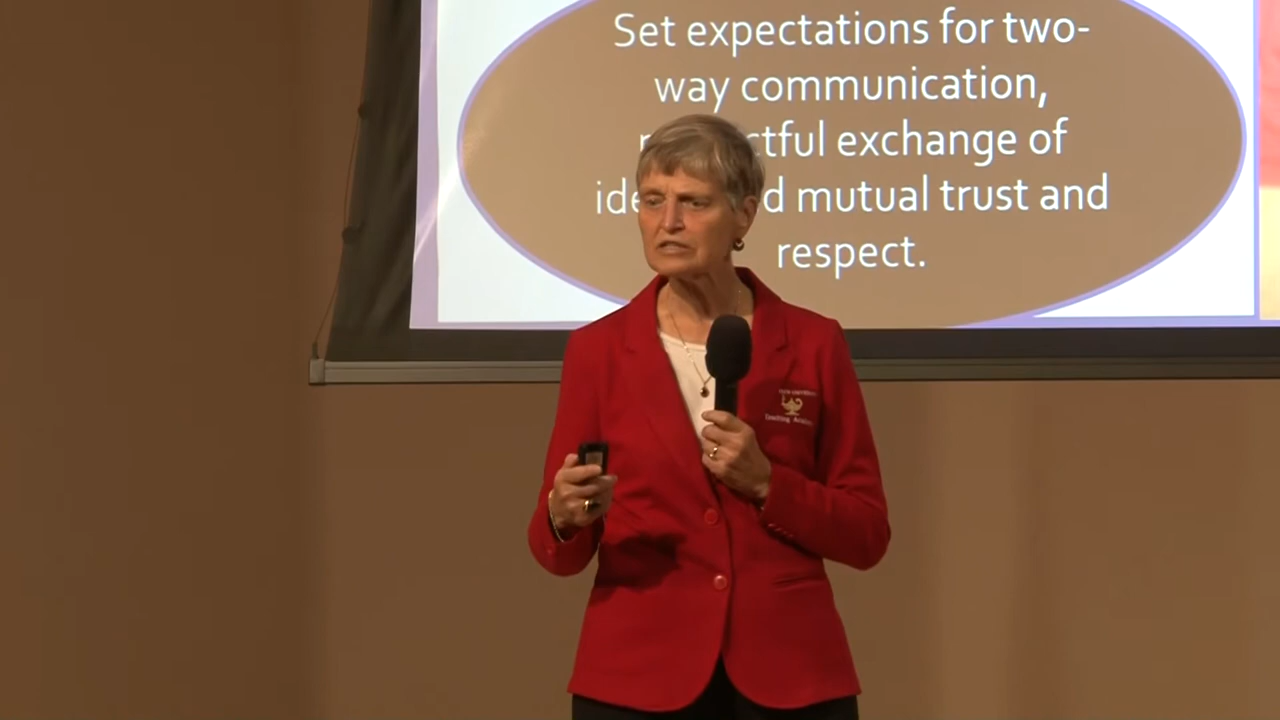 Set expectations for two-
way communication,
exchange of
mutual trust and
respect.